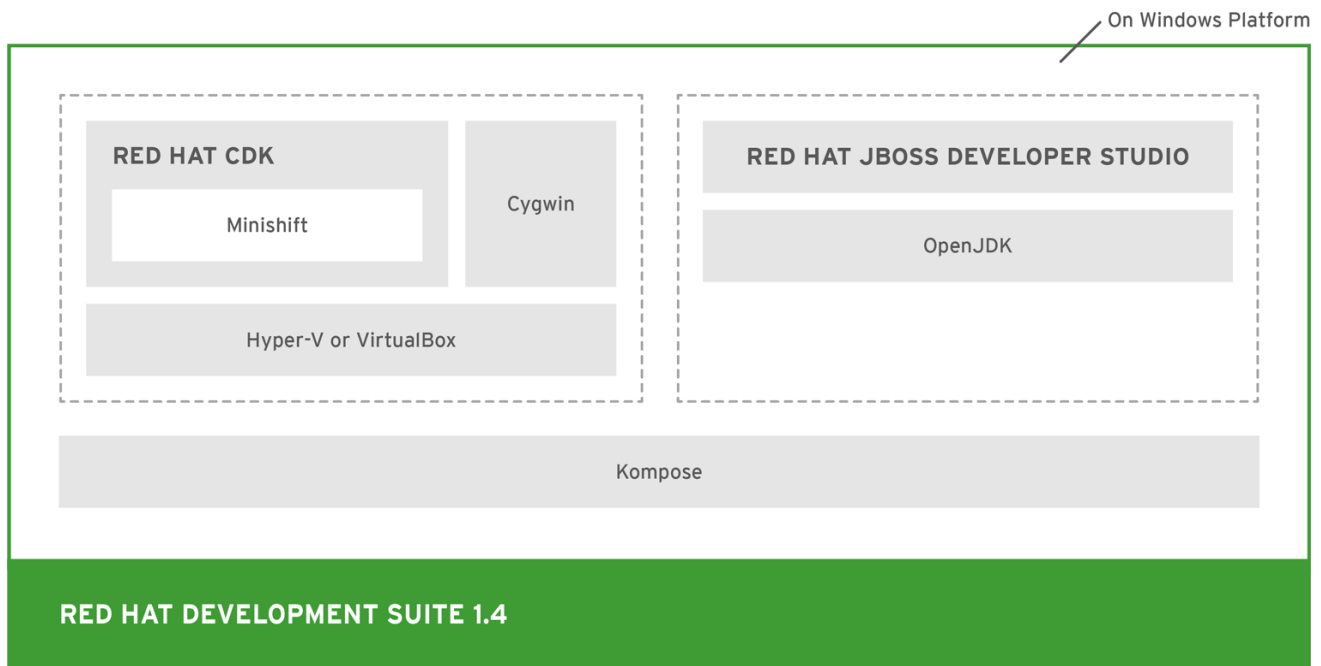 On Windows Platform
RED HAT CDK
Minishift
Cygwin
Hyper-V or VirtualBox
RED HAT JBOSS DEVELOPER STUDIO
OpenJDK
Kompose
RED HAT DEVELOPMENT SUITE 1.4